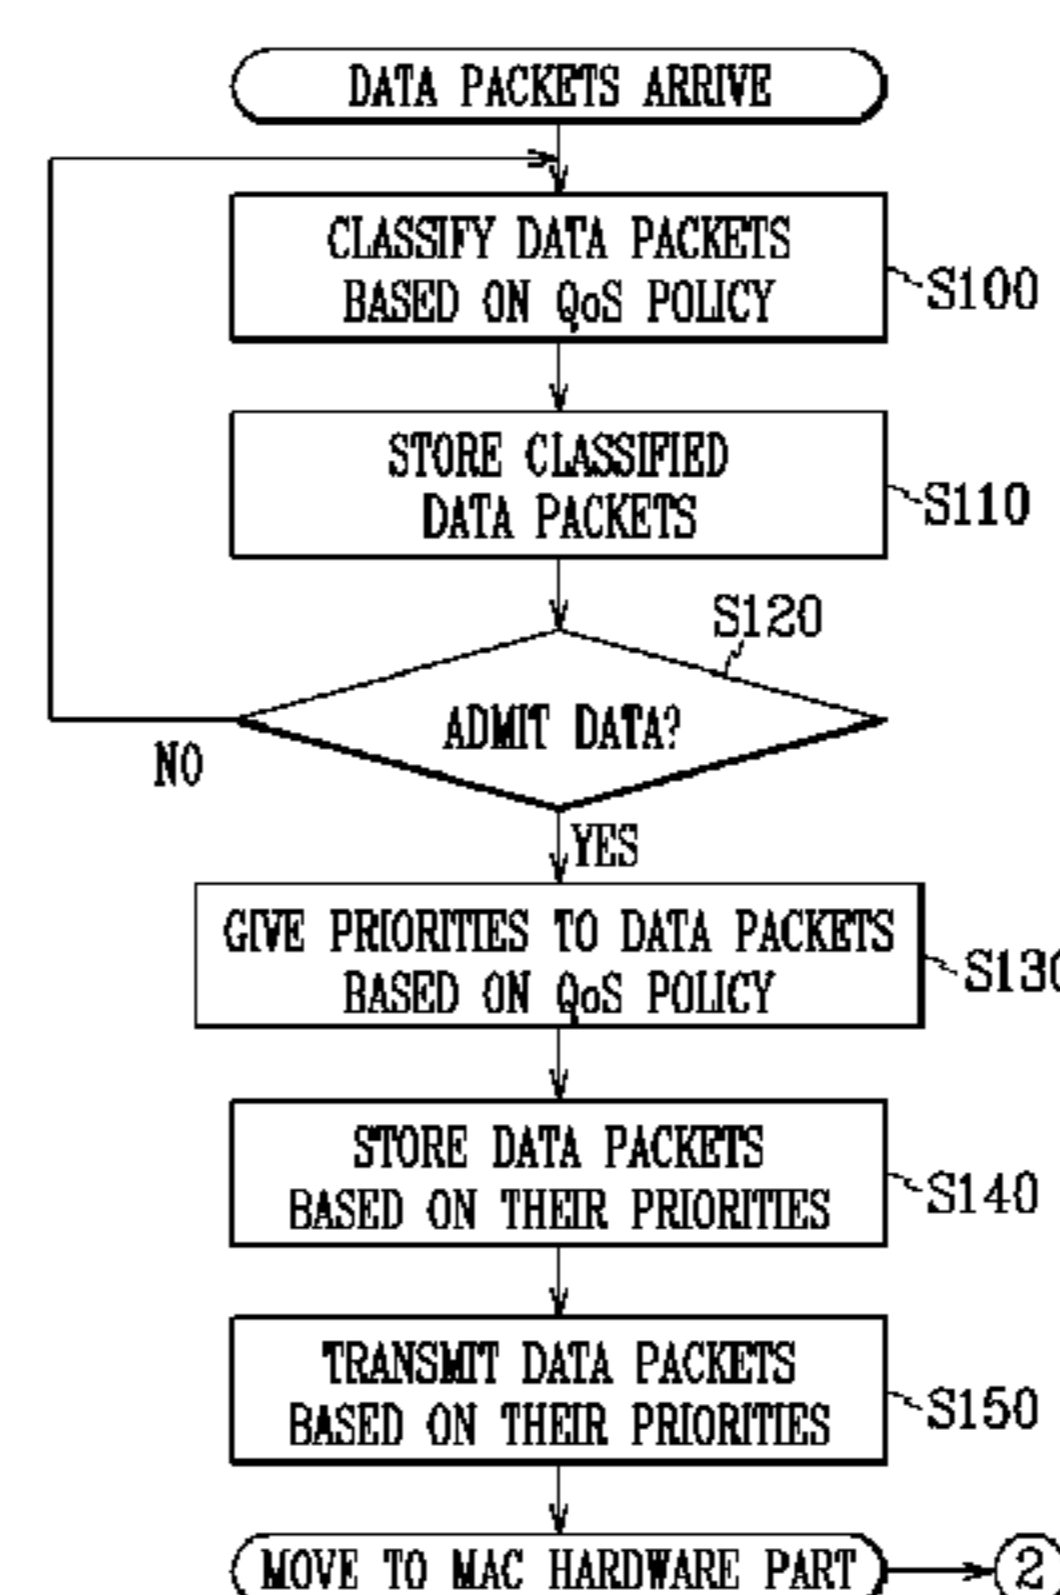 DATA PACKETS ARRIVE
CLASSIFY DATA PACKETS
BASED ON QoS POLICY
S100
STORE CLASSIFIED
DATA PACKETS
S110
S120
ADMIT DATA?
NO
YES
GIVE PRIORITIES TO DATA PACKETS
BASED ON QoS POLICY
S130
STORE DATA PACKETS
BASED ON THEIR PRIORITIES
S140
TRANSMIT DATA PACKETS
BASED ON THEIR PRIORITIES
S150
MOVE TO MAC HARDWARE PART
2